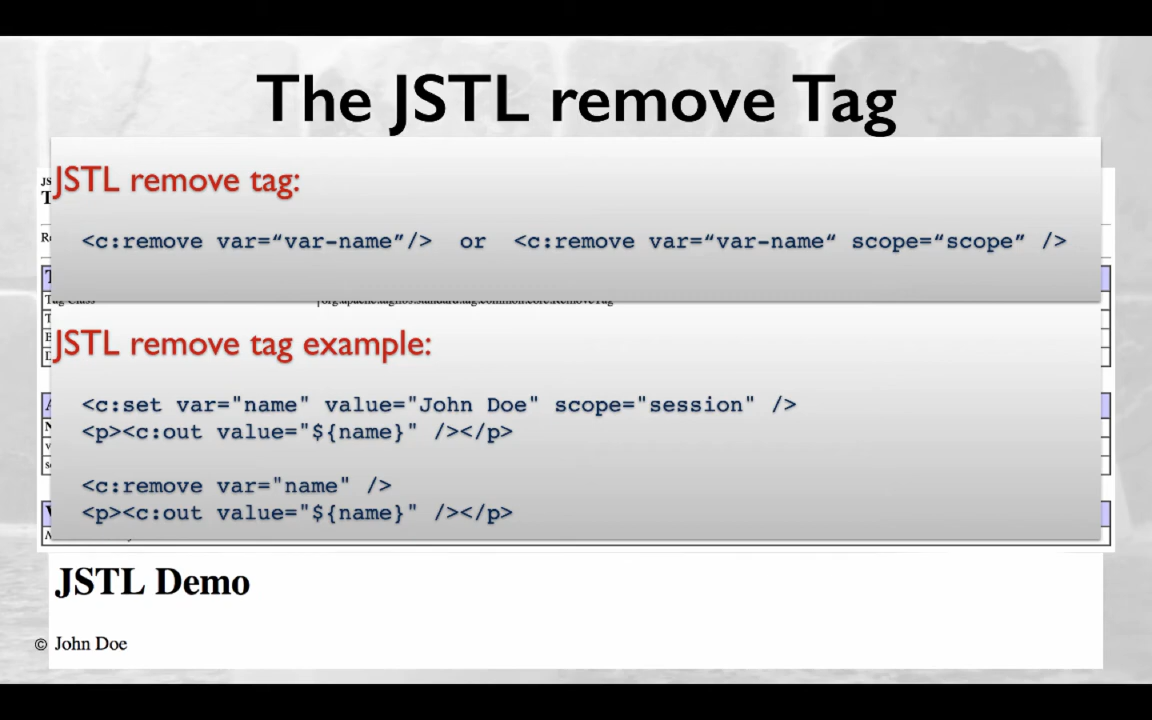 The JSTL remove Tag
JSTL remove tag:
<c:remove var=“var-name”/> or <c:remove var=“var-name“ scope=“scope” />
JSTL remove tag example:
<c:set var="name" value="John Doe" scope="session" />
<p><c:out value="${name}" /></p>
<c:remove var="name" />
<p><c:out value="${name}" /></p>
JSTL Demo
© John Doe